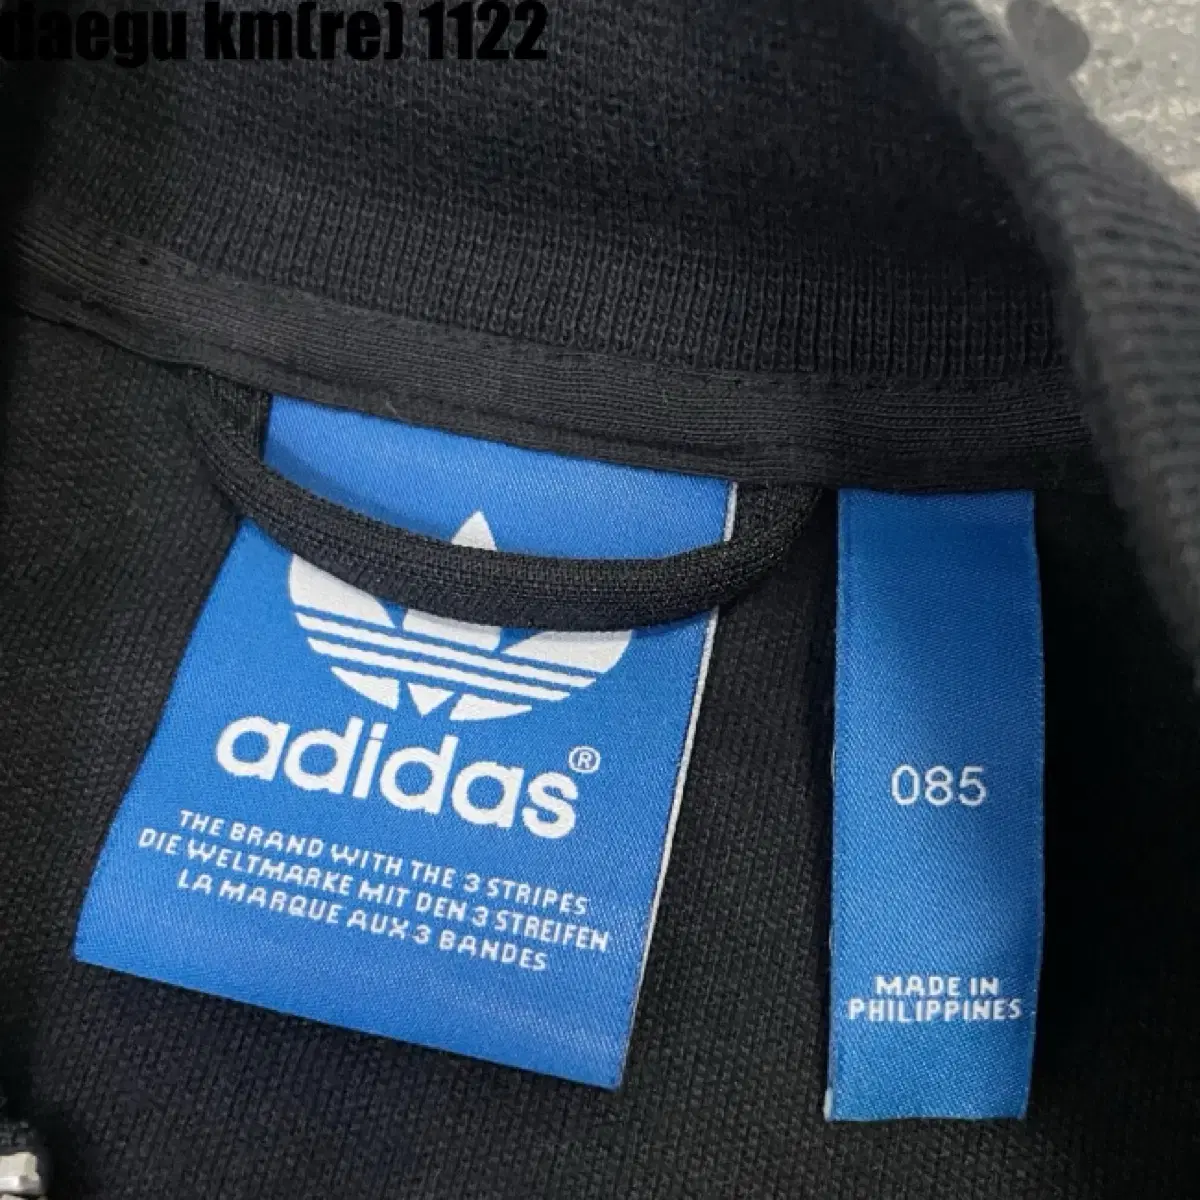 daegu km(re) 1122
adidas®
THE BRAND WITH THE 3 STRIPES
DIE WELTMARKE MIT DEN 3 STREIFEN
LA MARQUE AUX 3 BANDES
085
MADE IN
PHILIPPINES